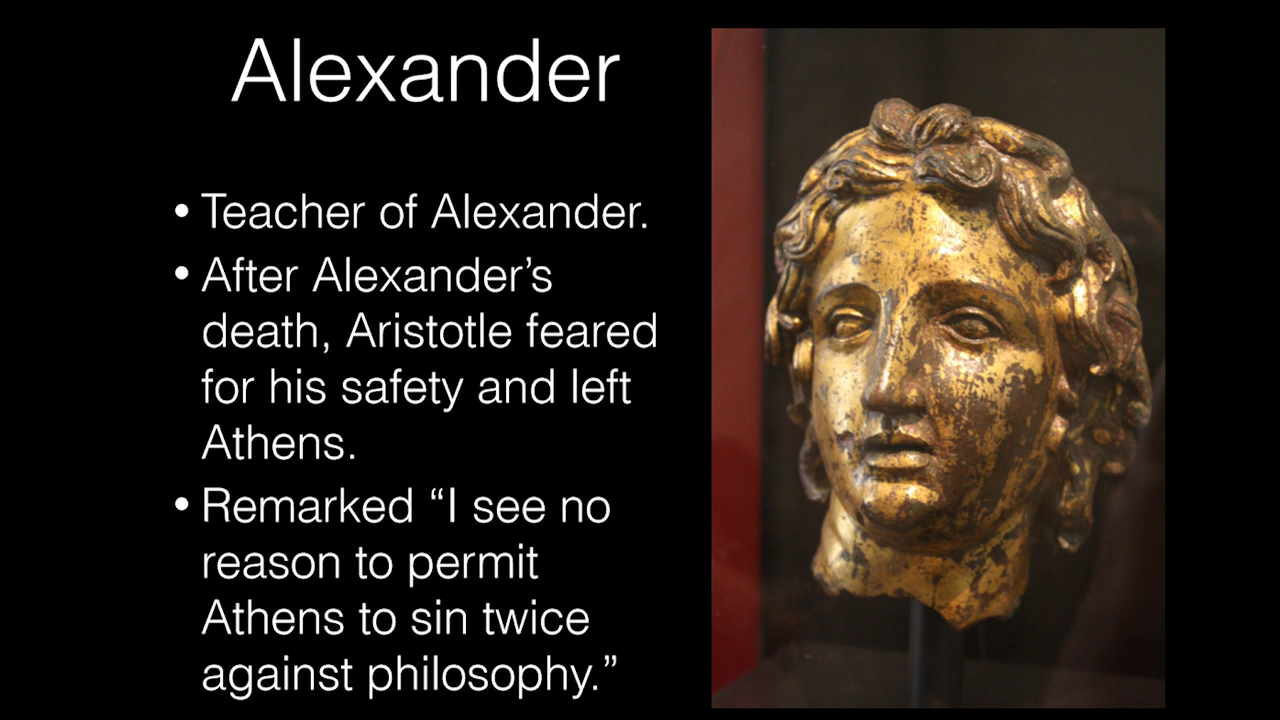 Alexander
• Teacher of Alexander.
• After Alexander’s
death, Aristotle feared
for his safety and left
Athens.
• Remarked “I see no
reason to permit
Athens to sin twice
against philosophy.”